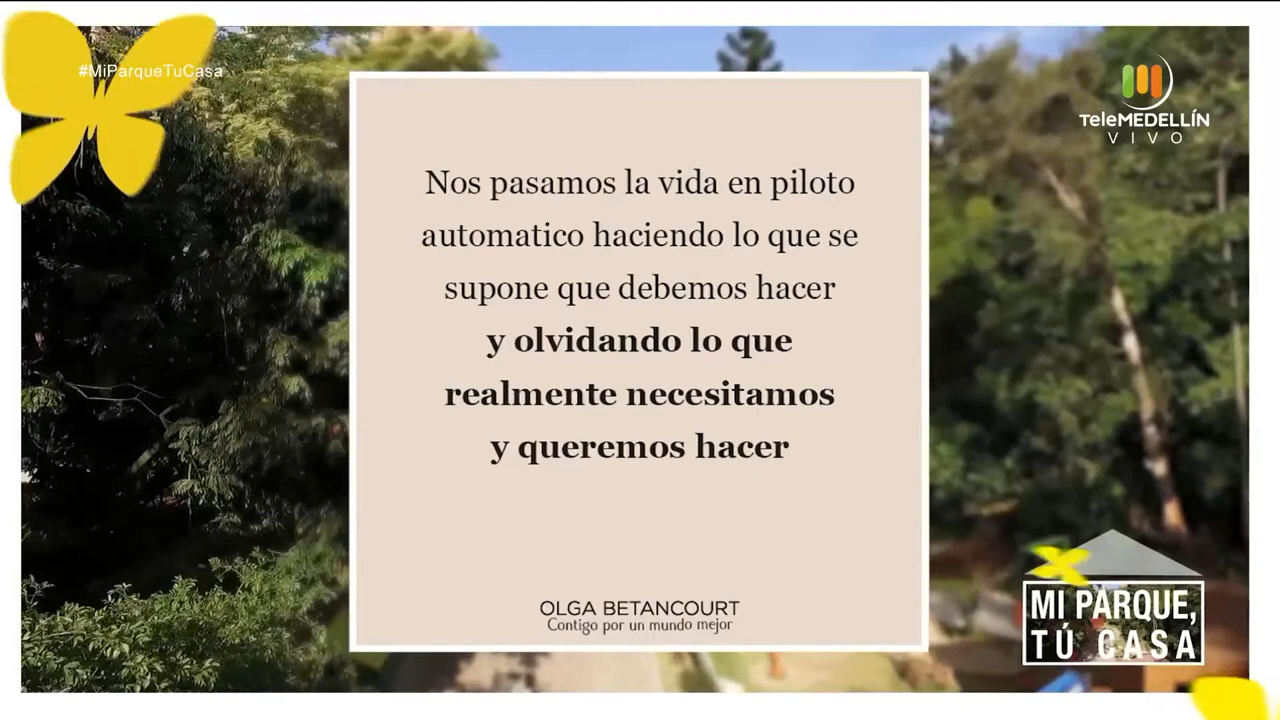 #MiParqueTuCasa
TeleMEDELLÍN
VIVO
Nos pasamos la vida en piloto
automatico haciendo lo que se
supone que debemos hacer
y olvidando lo que
realmente necesitamos
y queremos hacer
OLGA BETANCOURT
Contigo por un mundo mejor
MI PARQUE,
TÚ CASA